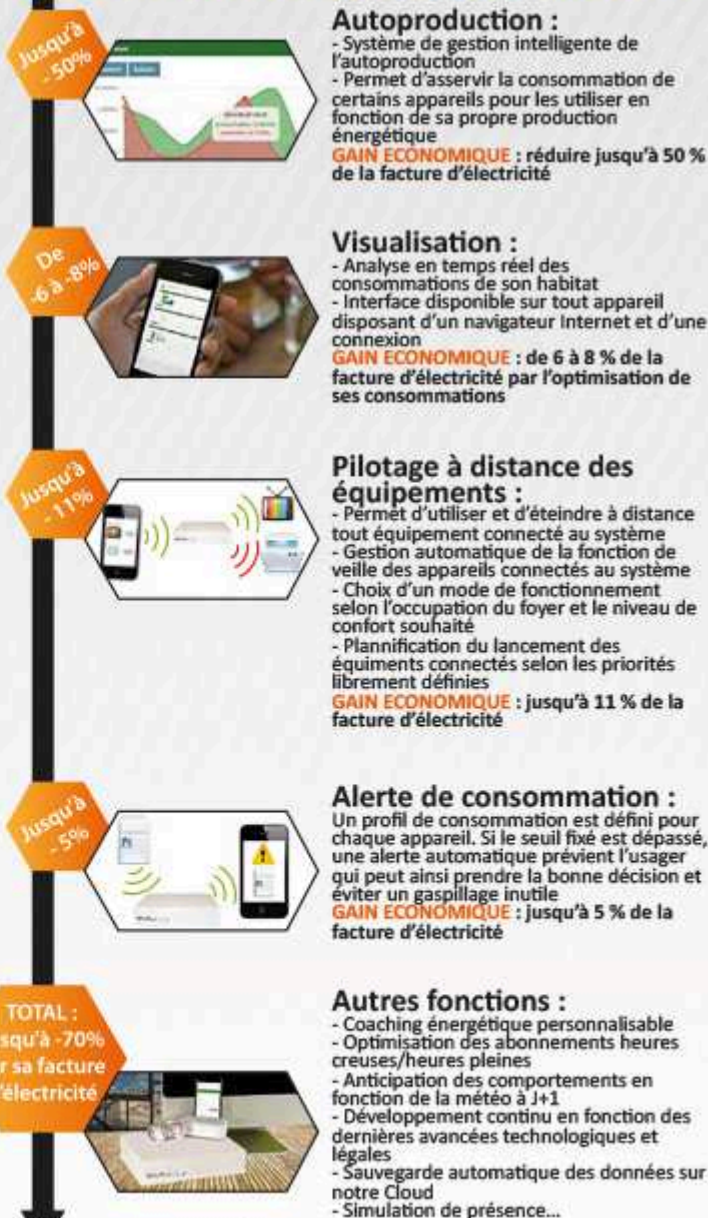 Jusqu'à
- 50%
Autoproduction :
- Système de gestion intelligente de
l'autoproduction
- Permet d'asservir la consommation de
certains appareils pour les utiliser en
fonction de sa propre production
énergétique
GAIN ECONOMIQUE : réduire jusqu'à 50 %
de la facture d'électricité
De
-6 à -8%
Visualisation :
- Analyse en temps réel des
consommations de son habitat
- Interface disponible sur tout appareil
disposant d'un navigateur Internet et d'une
connexion
GAIN ECONOMIQUE : de 6 à 8 % de la
facture d'électricité par l'optimisation de
ses consommations
Jusqu'à
- 11%
Pilotage à distance des
équipements :
- Permet d'utiliser et d'éteindre à distance
tout équipement connecté au système
- Gestion automatique de la fonction de
veille des appareils connectés au système
- Choix d'un mode de fonctionnement
selon l'occupation du foyer et le niveau de
confort souhaité
- Plannification du lancement des
équiments connectés selon les priorités
librement définies
GAIN ECONOMIQUE : jusqu'à 11 % de la
facture d'électricité
Jusqu'à
- 5%
Alerte de consommation :
Un profil de consommation est défini pour
chaque appareil. Si le seuil fixé est dépassé,
une alerte automatique prévient l'usager
qui peut ainsi prendre la bonne décision et
éviter un gaspillage inutile
GAIN ECONOMIQUE : jusqu'à 5 % de la
facture d'électricité
TOTAL :
squ'à -70%
r sa facture
'électricité
Autres fonctions :
- Coaching énergétique personnalisable
- Optimisation des abonnements heures
creuses/heures pleines
- Anticipation des comportements en
fonction de la météo à J+1
- Développement continu en fonction des
dernières avancées technologiques et
légales
- Sauvegarde automatique des données sur
notre Cloud
- Simulation de présence...